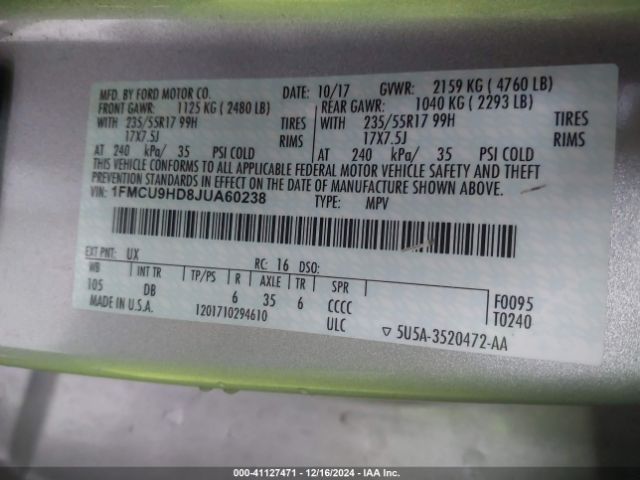 MFD. BY FORD MOTOR CO. 10/17 GVWR: 2159 KG ( 4760 LB)
FRONT GAWR: 1125 KG ( 2480 LB) REAR GAWR: 1040 KG ( 2293 LB)
WITH 235/55R17 99H TIRES WITH 235/55R17 99H TIRES
17X7.5J RIMS 17X7.5J RIMS
AT 240 kPa/ 35 PSI COLD AT 240 kPa/ 35 PSI COLD
THIS VEHICLE CONFORMS TO ALL APPLICABLE FEDERAL MOTOR VEHICLE SAFETY AND THEFT
PREVENTION STANDARDS IN EFFECT ON THE DATE OF MANUFACTURE SHOWN ABOVE.
VIN: 1FMCU9HD8JUA60238 TYPE: MPV
EXT PNT: UX RC: 16 DSO:
WB INT TR TP/PS R AXLE TR SPR
105 DB 6 35 6 CCCC F0095
MADE IN U.S.A. 1201710294610 ULC T0240
▽ 5U5A-3520472-AA
000-41127471 - 12/16/2024 - IAA Inc.